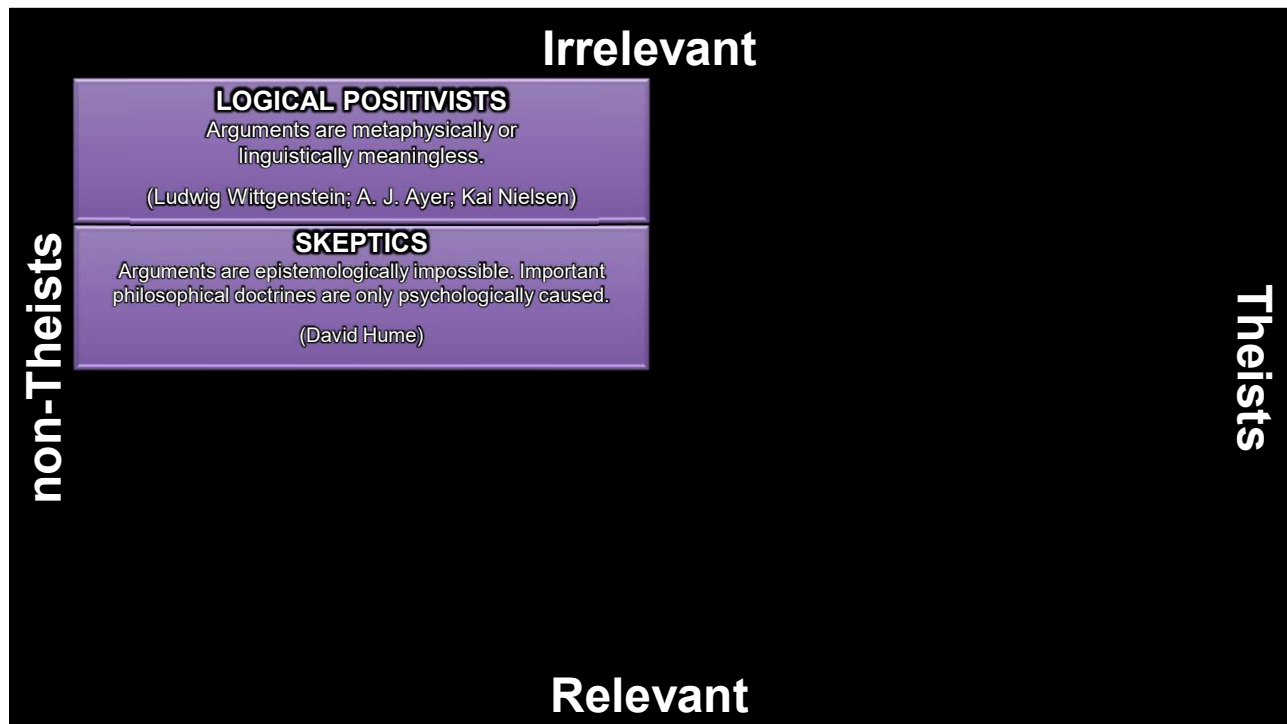 Irrelevant
LOGICAL POSITIVISTS
Arguments are metaphysically or
linguistically meaningless.
(Ludwig Wittgenstein; A. J. Ayer; Kai Nielsen)
SKEPTICS
Arguments are epistemologically impossible. Important
philosophical doctrines are only psychologically caused.
(David Hume)
non-Theists
Theists
Relevant